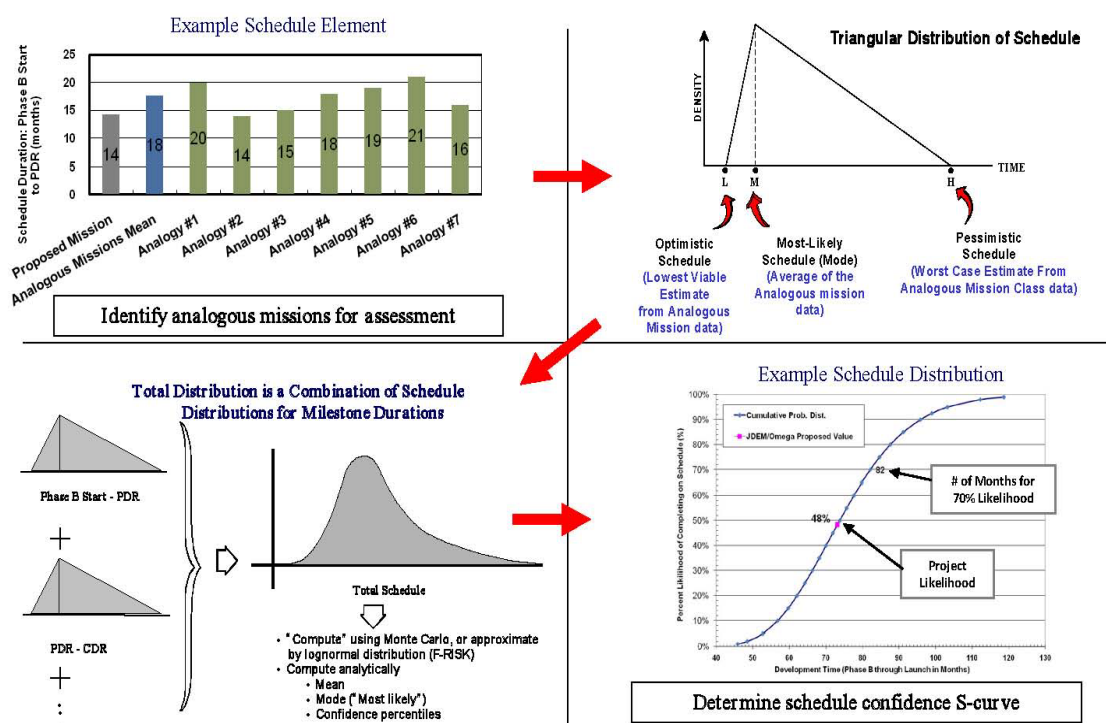 Example Schedule Element
Schedule Duration: Phase B Start
to PDR (months)
25
20
15
10
5
0
14
18
20
14
15
18
19
21
16
Proposed Mission
Analogous Missions Mean
Analogy #1
Analogy #2
Analogy #3
Analogy #4
Analogy #5
Analogy #6
Analogy #7
Identify analogous missions for assessment
Triangular Distribution of Schedule
DENSITY
TIME
L
M
H
Optimistic
Schedule
(Lowest Viable
Estimate
from Analogous
Mission data)
Most-Likely
Schedule (Mode)
(Average of the
Analogous mission
data)
Pessimistic
Schedule
(Worst Case Estimate From
Analogous Mission Class data)
Total Distribution is a Combination of Schedule
Distributions for Milestone Durations
Phase B Start - PDR
+
PDR - CDR
+
:
Total Schedule
• "Compute" using Monte Carlo, or approximate
by lognormal distribution (F-RISK)
• Compute analytically
• Mean
• Mode ("Most likely")
• Confidence percentiles
Example Schedule Distribution
Percent Liklihood of Completing on Schedule (%)
100%
90%
80%
70%
60%
50%
40%
30%
20%
10%
0%
Cumulative Prob. Dist.
JDEM/Omega Proposed Value
82
# of Months for
70% Likelihood
48%
Project
Likelihood
40
50
60
70
80
90
100
110
120
130
Development Time (Phase B through Launch in Months)
Determine schedule confidence S-curve